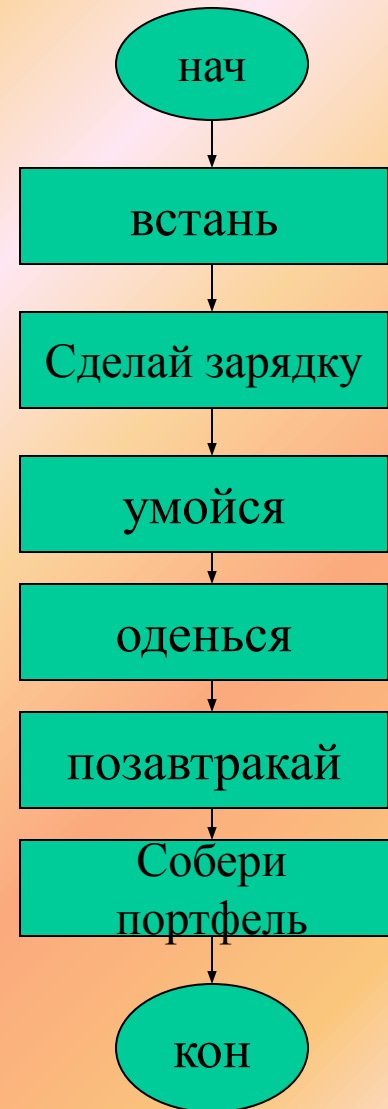 нач
встань
Сделай зарядку
умойся
оденься
позавтракай
Собери
портфель
кон